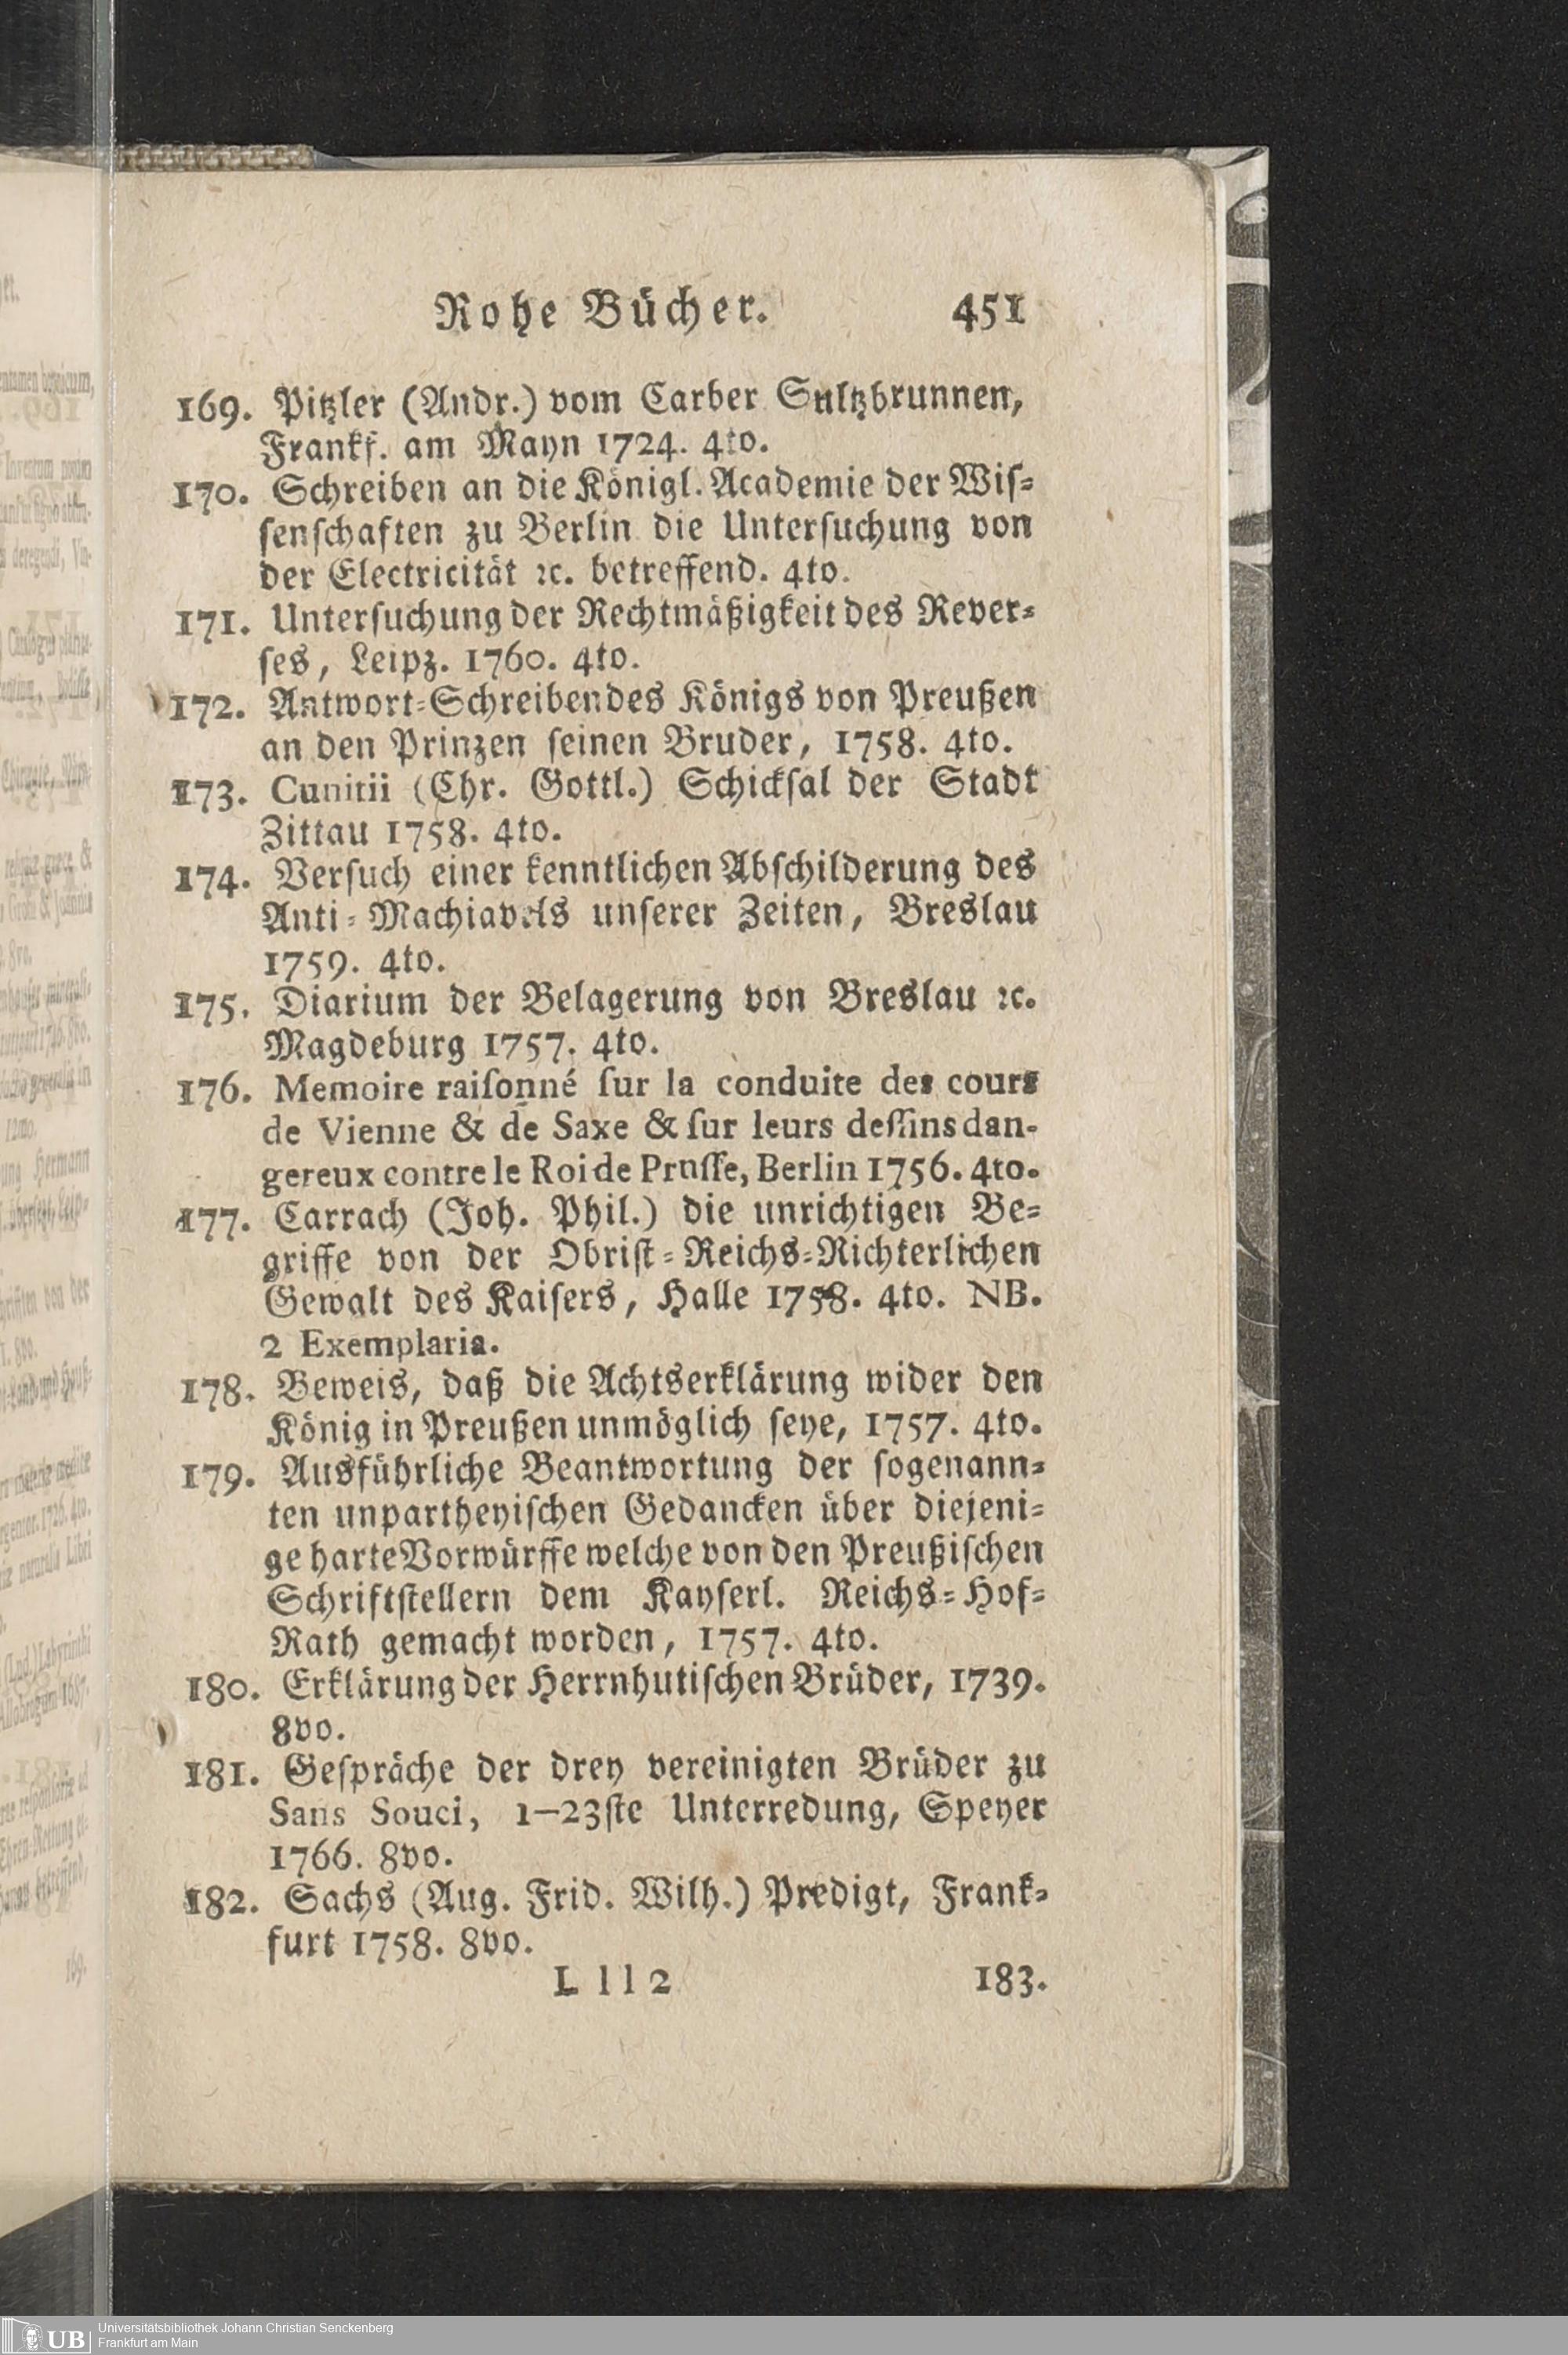 Rohe Bücher. 451
169. Pitzler (Andr.) vom Carber Sultzbrunnen,
Frankf. am Mayn 1724. 4to.
170. Schreiben an die Königl. Academie der Wiſ=
ſenſchaften zu Berlin die Unterſuchung von
der Electricität ꝛc. betreffend. 4to.
171. Unterſuchung der Rechtmäßigkeit des Rever=
ſes, Leipz. 1760. 4to.
172. Antwort=Schreiben des Königs von Preußen
an den Prinzen ſeinen Bruder, 1758. 4to.
173. Cunitii (Chr. Gottl.) Schickſal der Stadt
Zittau 1758. 4to.
174. Verſuch einer kenntlichen Abſchilderung des
Anti=Machiavels unſerer Zeiten, Breslau
1759. 4to.
175. Diarium der Belagerung von Breslau ꝛc.
Magdeburg 1757. 4to.
176. Memoire raiſonné ſur la conduite des cours
de Vienne & de Saxe & ſur leurs deſſins dan-
gereux contre le Roi de Pruſſe, Berlin 1756. 4to.
177. Carrach (Joh. Phil.) die unrichtigen Be=
griffe von der Obriſt=Reichs=Richterlichen
Gewalt des Kaiſers, Halle 1758. 4to. NB.
2 Exemplaria.
178. Beweis, daß die Achtserklärung wider den
König in Preußen unmöglich ſeye, 1757. 4to.
179. Ausführliche Beantwortung der ſogenann=
ten unpartheyiſchen Gedancken über diejeni=
ge harte Vorwürffe welche von den Preußiſchen
Schriftſtellern dem Kayſerl. Reichs=Hof=
Rath gemacht worden, 1757. 4to.
180. Erklärung der Herrnhutiſchen Brüder, 1739.
8vo.
181. Geſpräche der drey vereinigten Brüder zu
Sans Souci, 1–23ſte Unterredung, Speyer
1766. 8vo.
182. Sachs (Aug. Frid. Wilh.) Predigt, Frank=
furt 1758. 8vo.
L l l 2 183.
UB Universitätsbibliothek Johann Christian Senckenberg
Frankfurt am Main